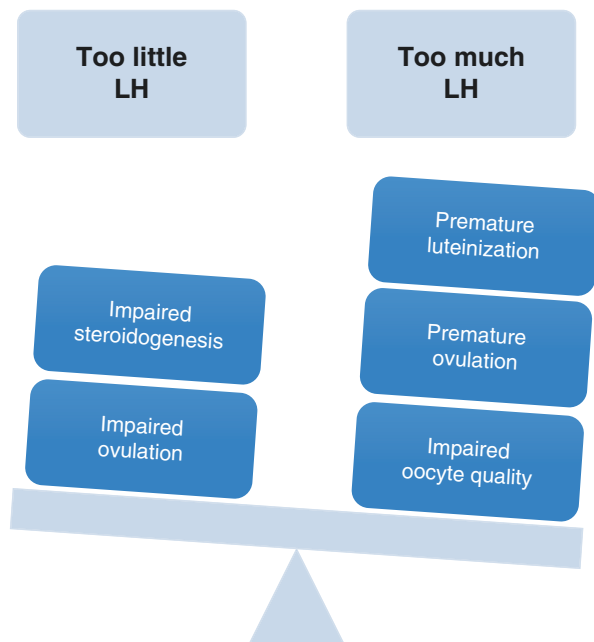 Too little
LH
Too much
LH
Premature
luteinization
Impaired
steroidogenesis
Premature
ovulation
Impaired
ovulation
Impaired
oocyte quality